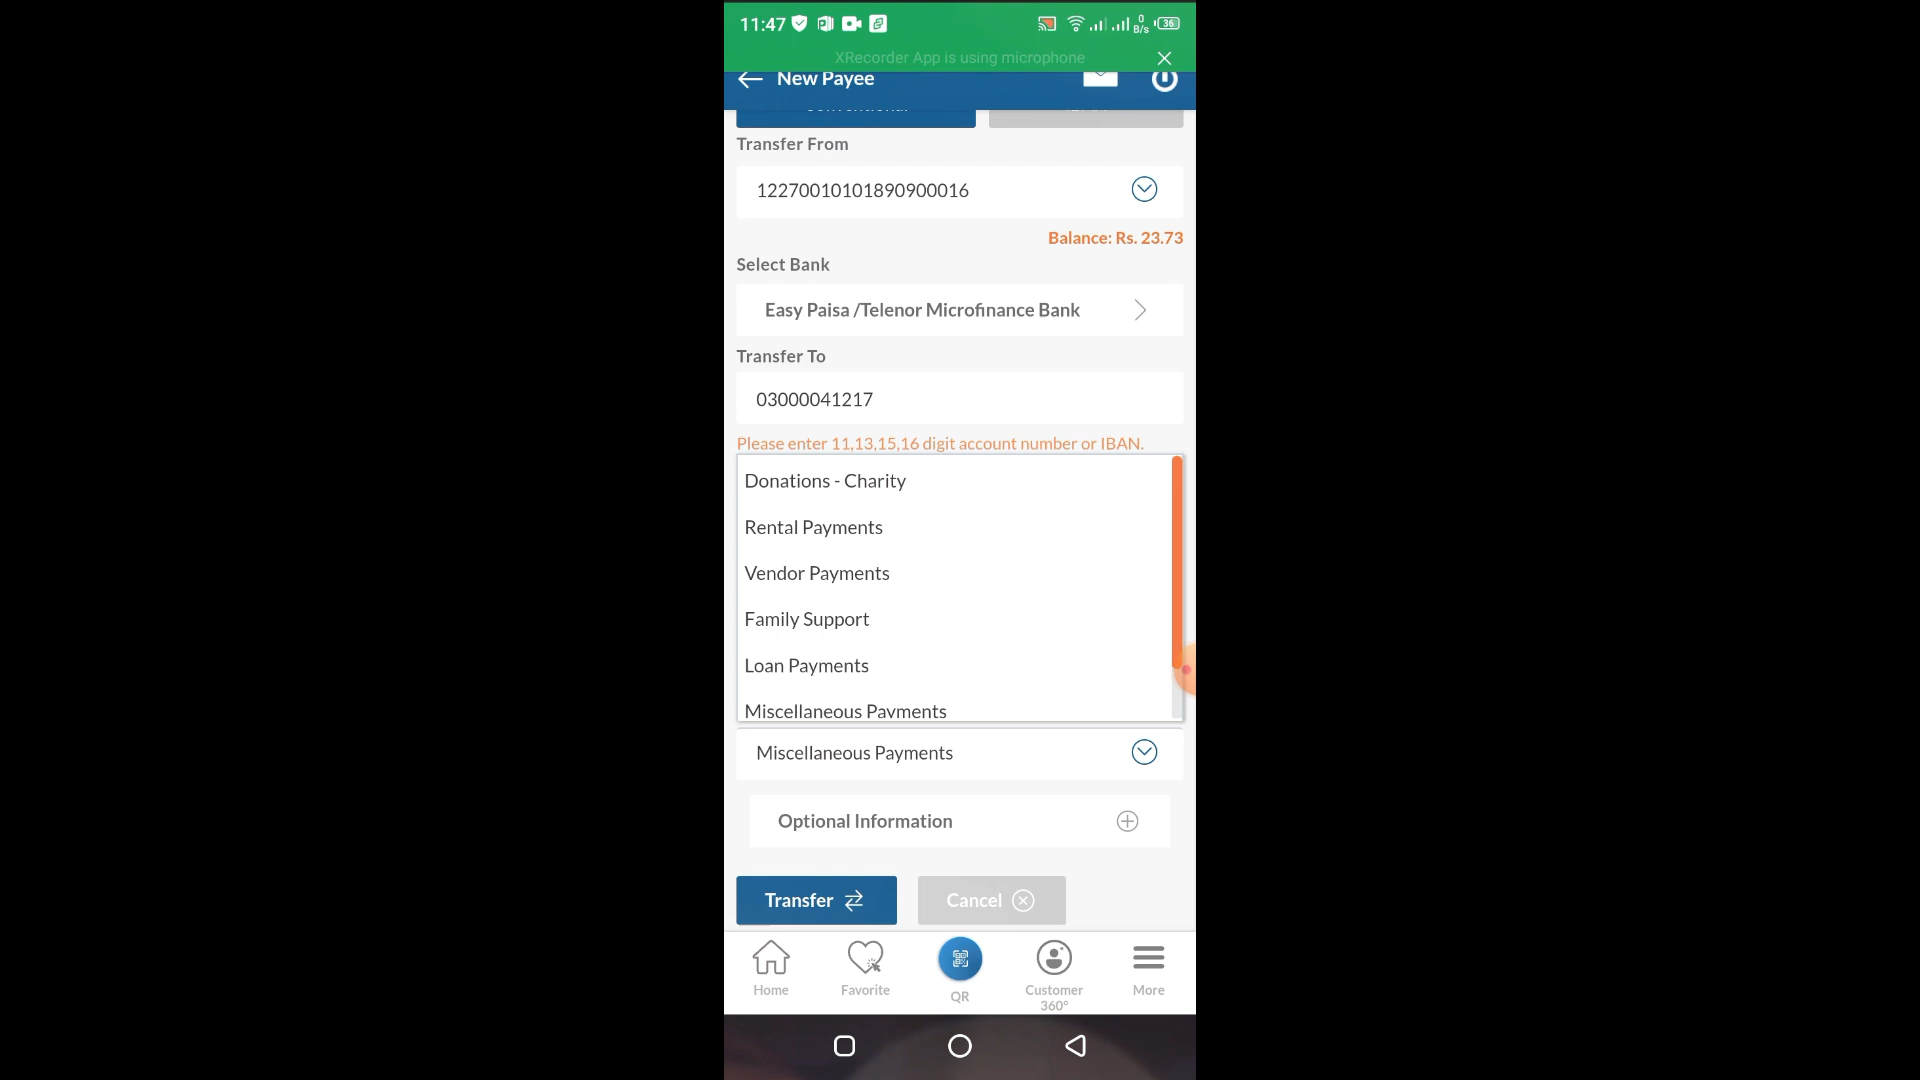 11:47
0
B/s
36
XRecorder App is using microphone
New Payee
Transfer From
12270010101890900016
Balance: Rs. 23.73
Select Bank
Easy Paisa /Telenor Microfinance Bank
Transfer To
03000041217
Please enter 11,13,15,16 digit account number or IBAN.
Donations - Charity
Rental Payments
Vendor Payments
Family Support
Loan Payments
Miscellaneous Payments
Miscellaneous Payments
Optional Information
Transfer
Cancel
Home
Favorite
QR
Customer
360°
More